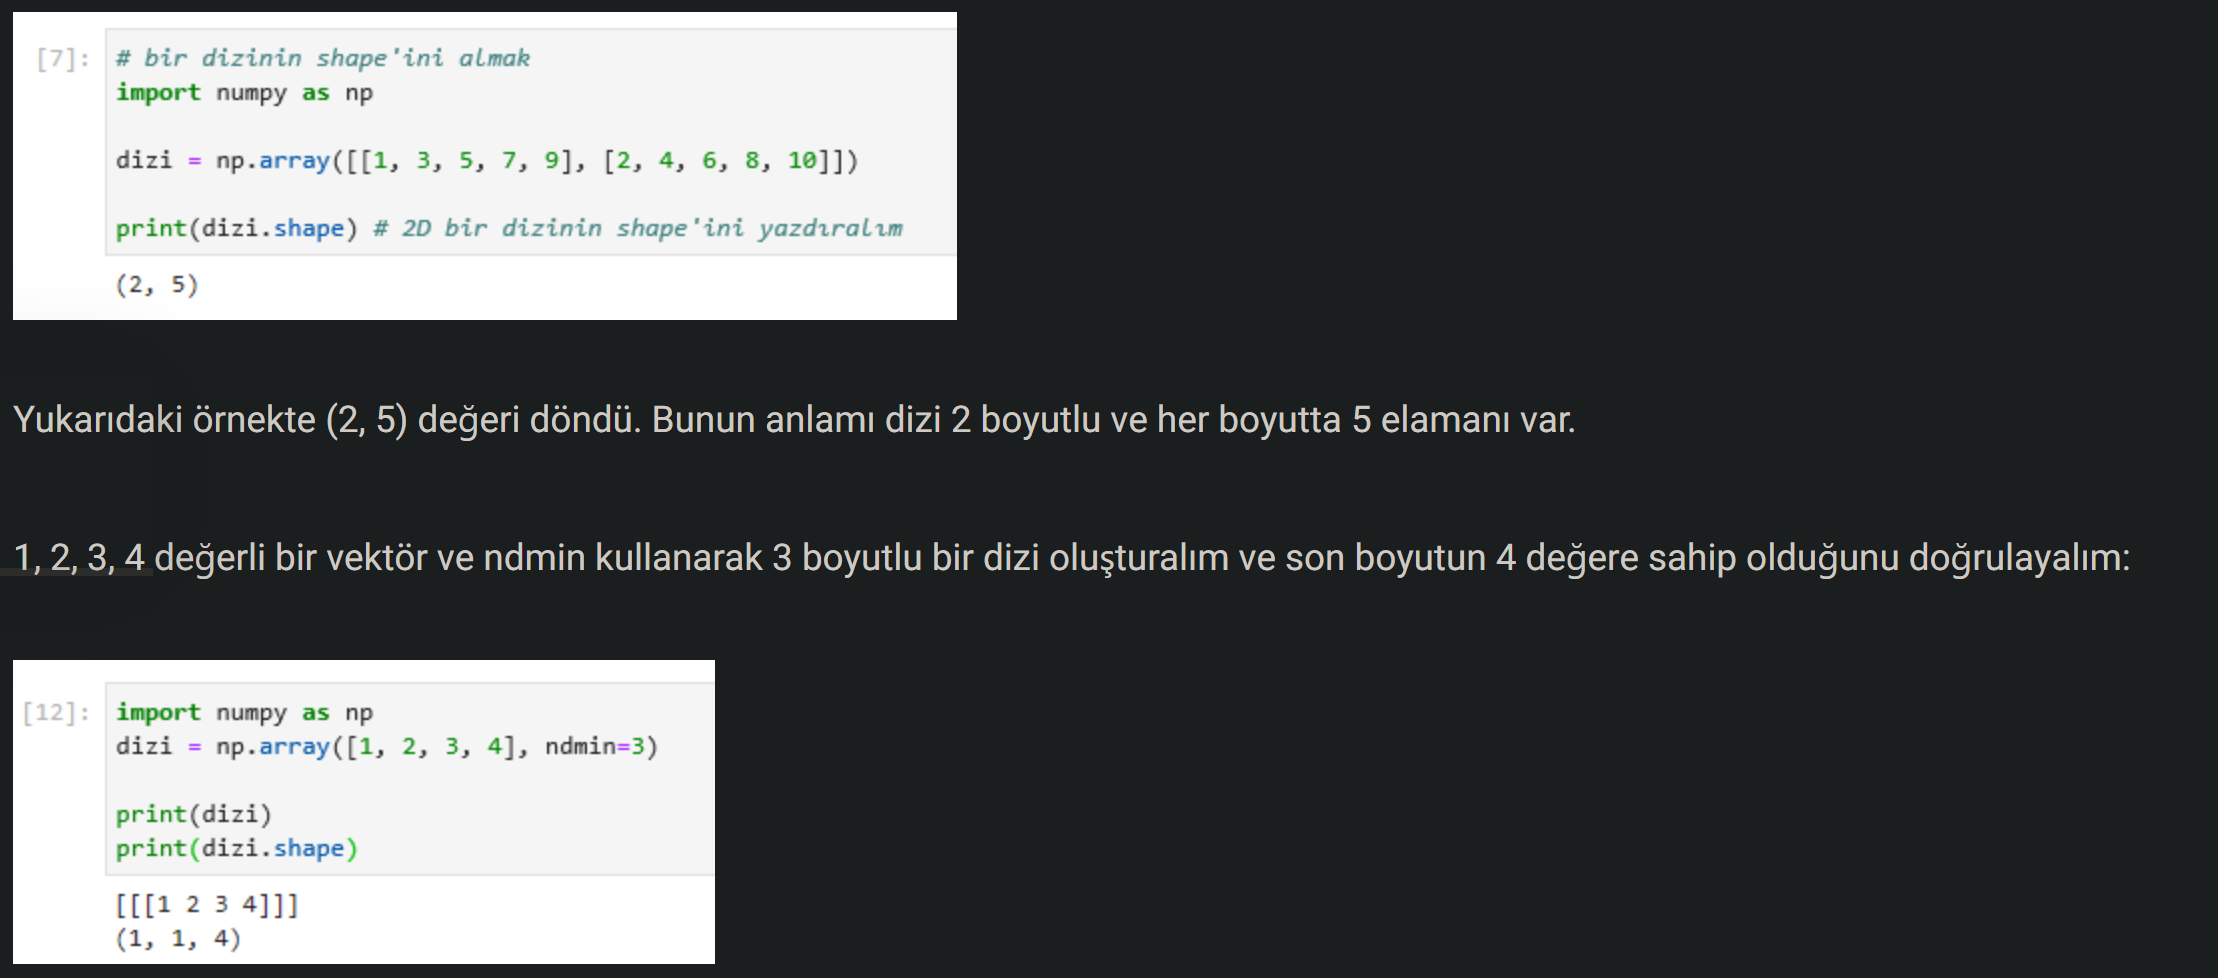 [7]: # bir dizinin shape'ini almak
import numpy as np
dizi = np.array([[1, 3, 5, 7, 9], [2, 4, 6, 8, 10]])
print(dizi.shape) # 2D bir dizinin shape'ini yazdıralım
(2, 5)
Yukarıdaki örnekte (2, 5) değeri döndü. Bunun anlamı dizi 2 boyutlu ve her boyutta 5 elamanı var.
1, 2, 3, 4 değerli bir vektör ve ndmin kullanarak 3 boyutlu bir dizi oluşturalım ve son boyutun 4 değere sahip olduğunu doğrulayalım:
[12]: import numpy as np
dizi = np.array([1, 2, 3, 4], ndmin=3)
print(dizi)
print(dizi.shape)
[[[1 2 3 4]]]
(1, 1, 4)